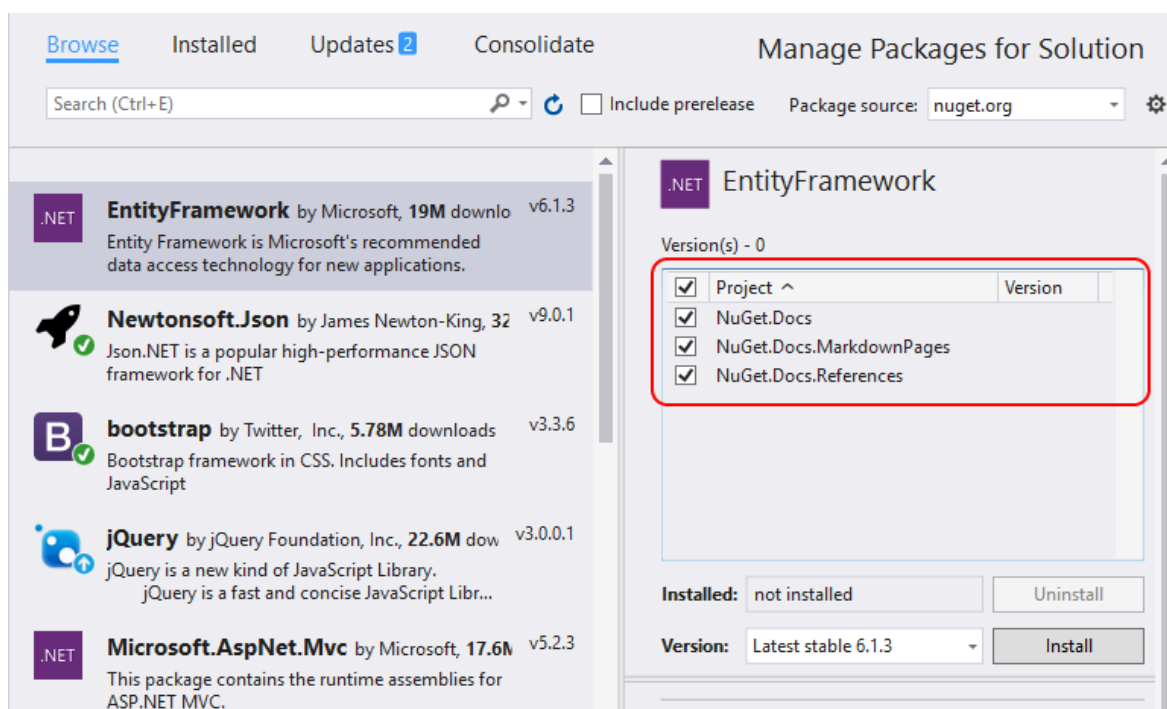 Browse Installed Updates 2 Consolidate Manage Packages for Solution
Search (Ctrl+E) Include prerelease Package source: nuget.org
.NET EntityFramework by Microsoft, 19M downlo v6.1.3
Entity Framework is Microsoft's recommended
data access technology for new applications.
Newtonsoft.Json by James Newton-King, 32 v9.0.1
Json.NET is a popular high-performance JSON
framework for .NET
B bootstrap by Twitter, Inc., 5.78M downloads v3.3.6
Bootstrap framework in CSS. Includes fonts and
JavaScript
jQuery by jQuery Foundation, Inc., 22.6M dow v3.0.0.1
jQuery is a new kind of JavaScript Library.
jQuery is a fast and concise JavaScript Libr...
.NET Microsoft.AspNet.Mvc by Microsoft, 17.6M v5.2.3
This package contains the runtime assemblies for
ASP.NET MVC.
.NET EntityFramework
Version(s) - 0
Project Version
NuGet.Docs
NuGet.Docs.MarkdownPages
NuGet.Docs.References
Installed: not installed Uninstall
Version: Latest stable 6.1.3 Install